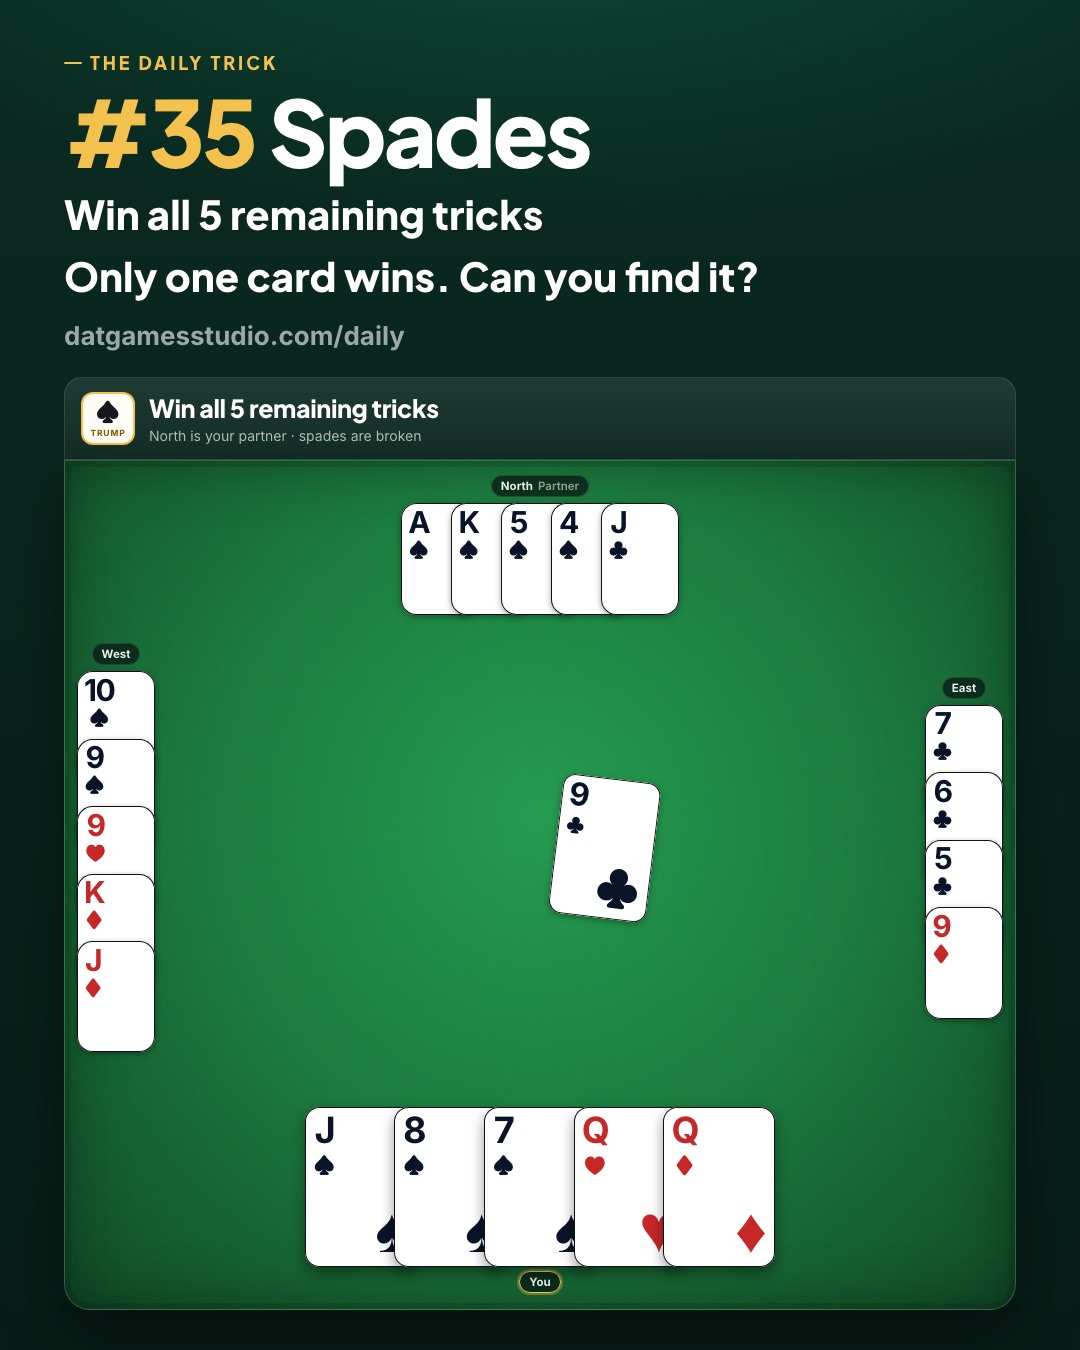 — THE DAILY TRICK
#35 Spades
Win all 5 remaining tricks
Only one card wins. Can you find it?
datgamesstudio.com/daily
TRUMP
Win all 5 remaining tricks
North is your partner · spades are broken
North Partner
A K 5 4 J
West
10
9
9
K
J
East
7
6
5
9
9
J 8 7 Q Q
You